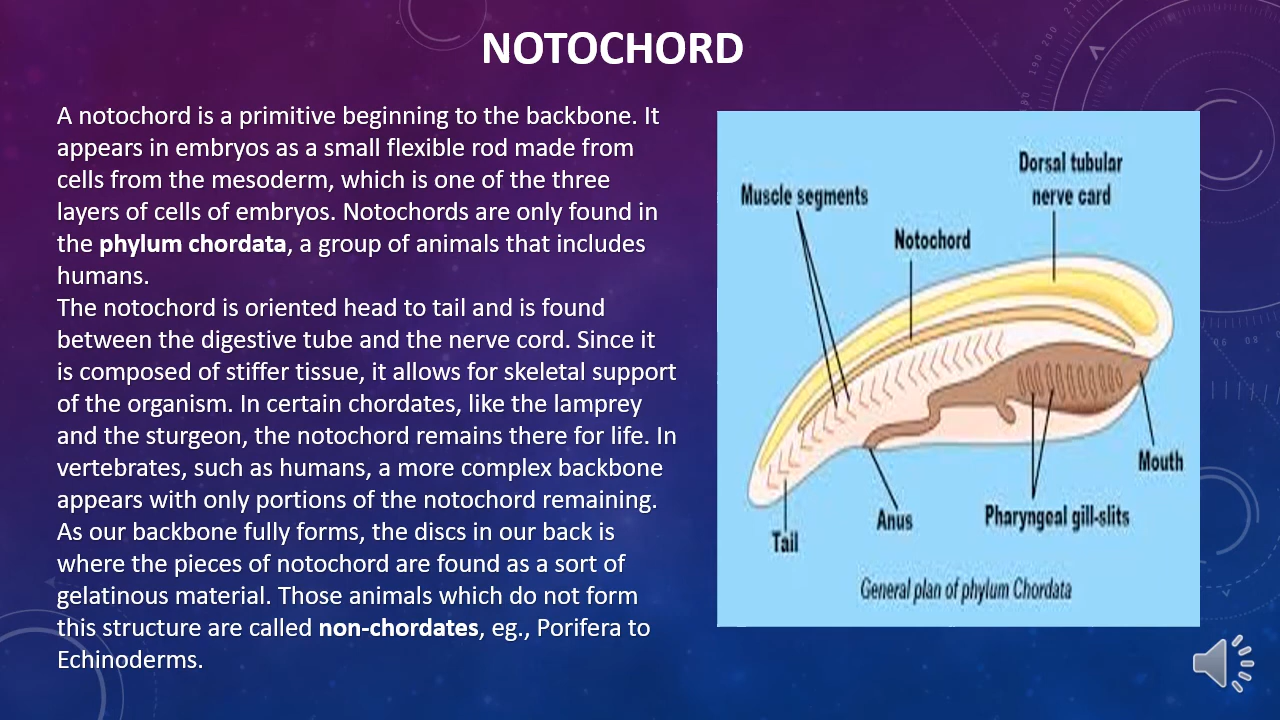 NOTOCHORD
A notochord is a primitive beginning to the backbone. It
appears in embryos as a small flexible rod made from
cells from the mesoderm, which is one of the three
layers of cells of embryos. Notochords are only found in
the phylum chordata, a group of animals that includes
humans.
The notochord is oriented head to tail and is found
between the digestive tube and the nerve cord. Since it
is composed of stiffer tissue, it allows for skeletal support
of the organism. In certain chordates, like the lamprey
and the sturgeon, the notochord remains there for life. In
vertebrates, such as humans, a more complex backbone
appears with only portions of the notochord remaining.
As our backbone fully forms, the discs in our back is
where the pieces of notochord are found as a sort of
gelatinous material. Those animals which do not form
this structure are called non-chordates, eg., Porifera to
Echinoderms.
Dorsal tubular
nerve card
Muscle segments
Notochord
Mouth
Pharyngeal gill-slits
Anus
Tail
General plan of phylum Chordata
190 200